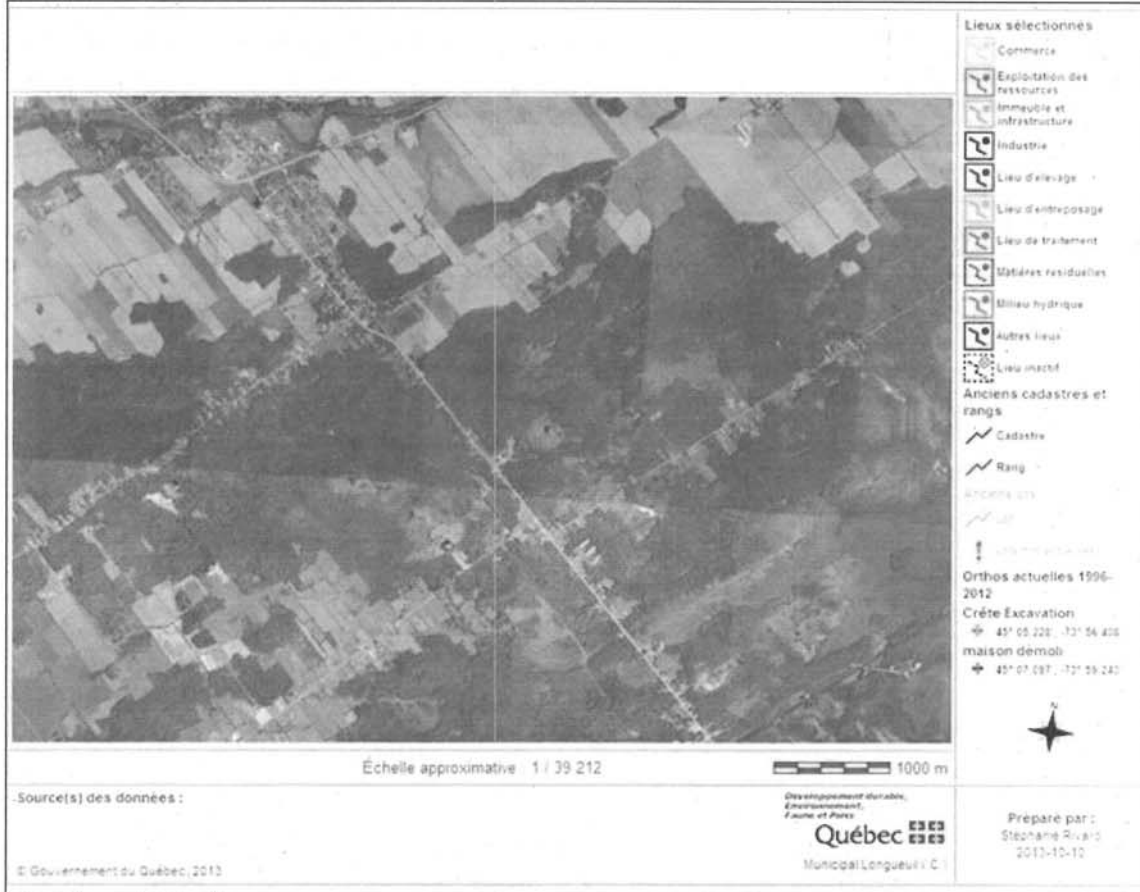 Lieux sélectionnés
Commerce
Exploitation des
ressources
Immeuble et
infrastructure
Industrie
Lieu d'élevage
Lieu d'entreposage
Lieu de traitement
Matières résiduelles
Milieu hydrique
Autres lieux
Lieu inactif
Anciens cadastres et
rangs
Cadastre
Rang
Orthos actuelles 1996-
2012
Crête Excavation
maison démoli
N
Échelle approximative : 1 / 39 212
1000 m
Source(s) des données :
© Gouvernement du Québec, 2013
Développement durable,
Environnement,
Faune et Parcs
Québec
Municipal Longueuil
Préparé par :
Stéphanie Rivard
2013-10-10